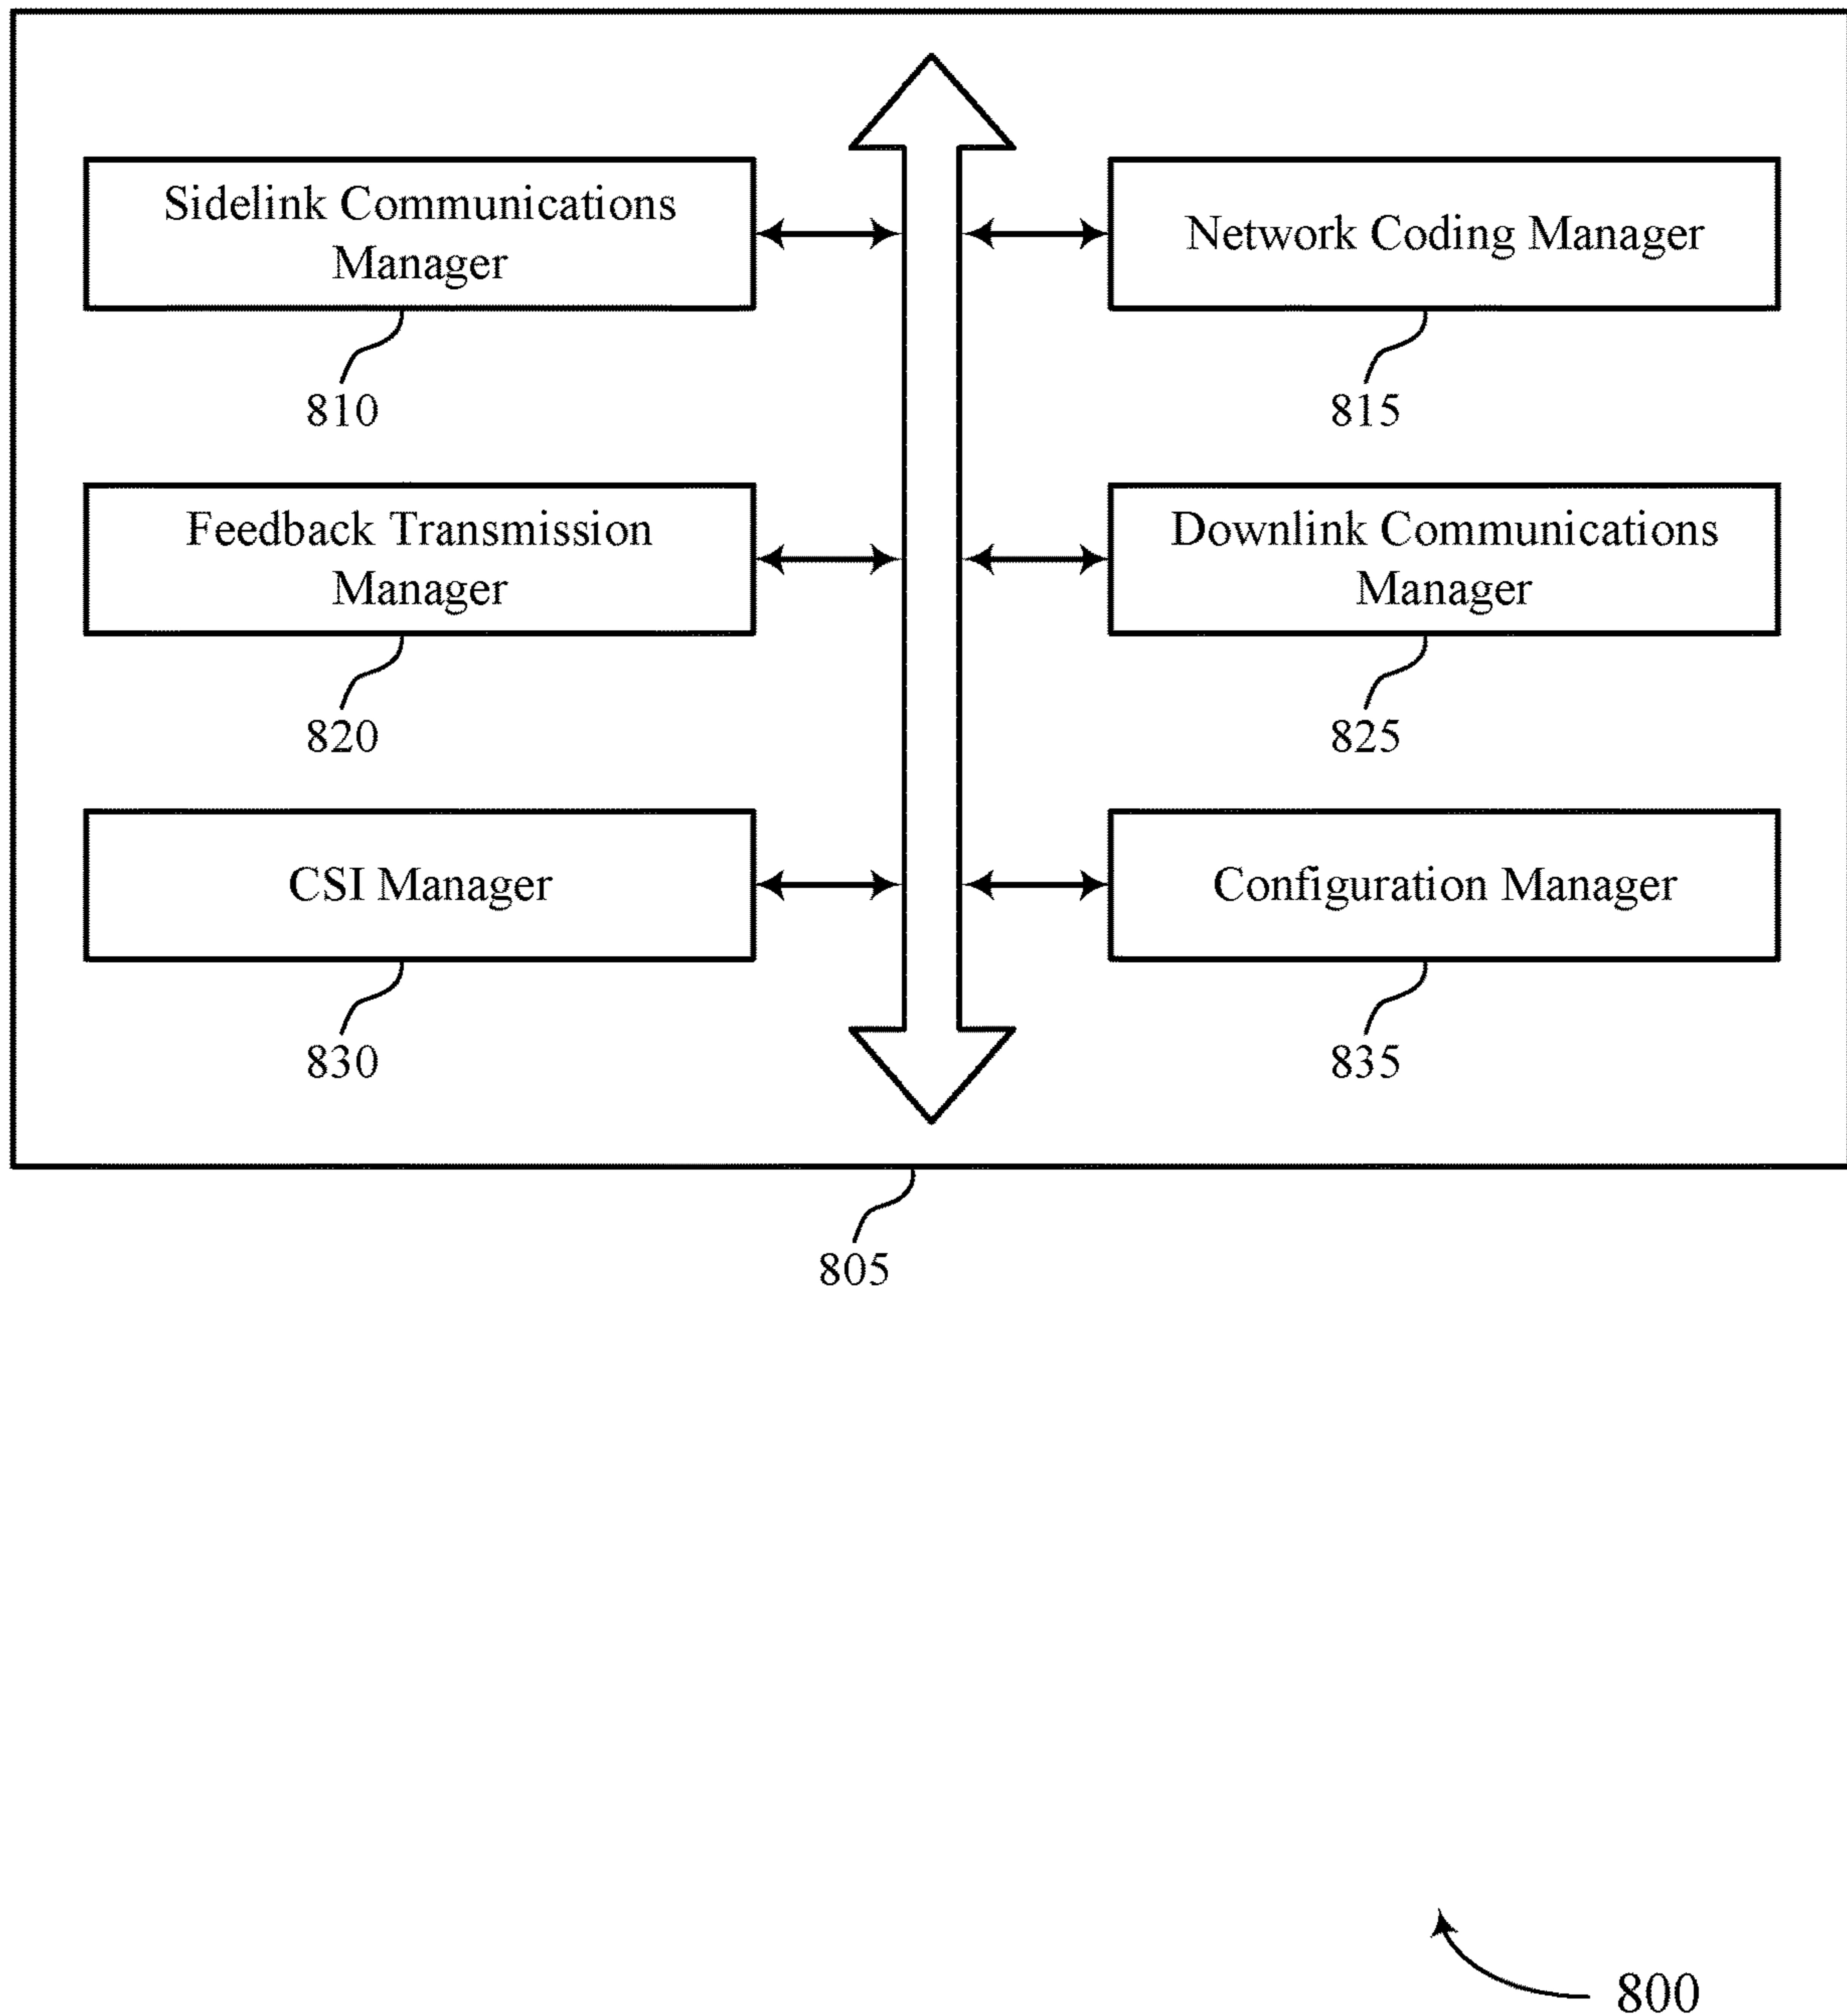 Sidelink Communications
Manager
810
Network Coding Manager
815
Feedback Transmission
Manager
820
Downlink Communications
Manager
825
CSI Manager
830
Configuration Manager
835
805
800